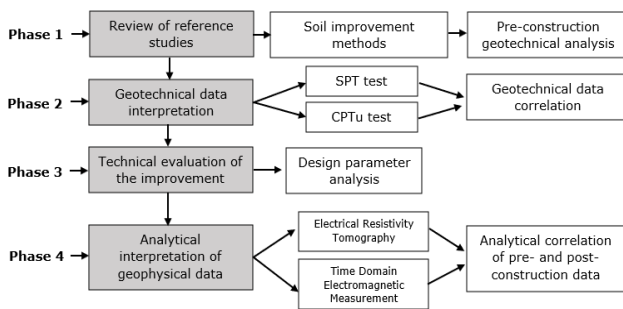 Phase 1
Review of reference
studies
Soil improvement
methods
Pre-construction
geotechnical analysis
Phase 2
Geotechnical data
interpretation
SPT test
CPTu test
Geotechnical data
correlation
Phase 3
Technical evaluation of
the improvement
Design parameter
analysis
Phase 4
Analytical
interpretation of
geophysical data
Electrical Resistivity
Tomography
Time Domain
Electromagnetic
Measurement
Analytical correlation
of pre- and post-
construction data